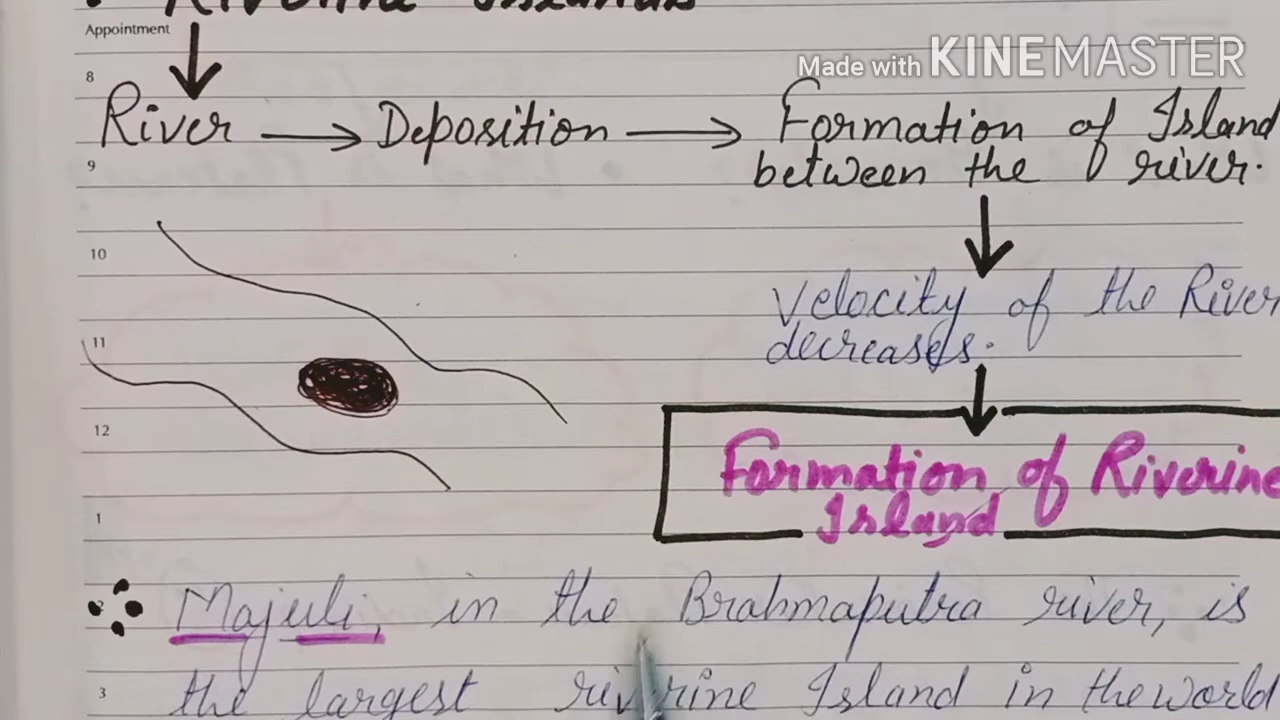 Riverine Islands
Appointment
Made with KINEMASTER
8
River → Deposition → Formation of Island
between the river.
9
10
Velocity of the River
decreases.
11
12
Formation of Riverine
Island
1
Majuli, in the Brahmaputra river, is
3
the largest riverine Island in the world